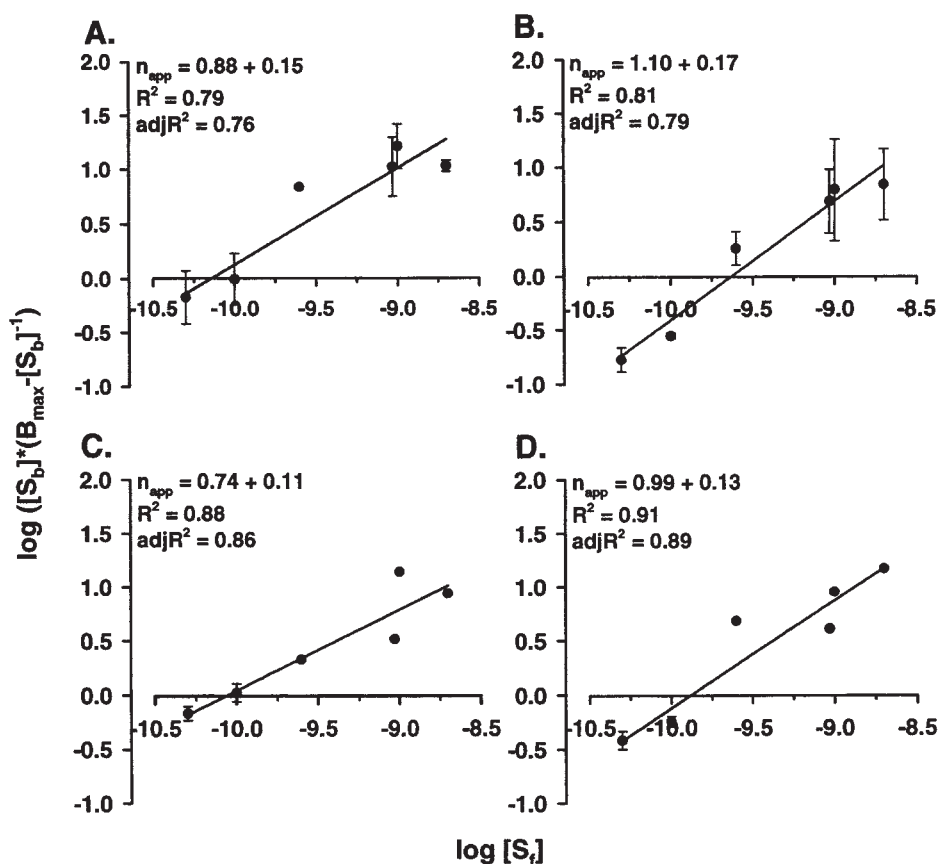 A.
n_app = 0.88 + 0.15
R² = 0.79
adjR² = 0.76
2.0
1.5
1.0
0.5
0.0
-0.5
-1.0
-10.5 -10.0 -9.5 -9.0 -8.5
B.
n_app = 1.10 + 0.17
R² = 0.81
adjR² = 0.79
2.0
1.5
1.0
0.5
0.0
-0.5
-1.0
-10.5 -10.0 -9.5 -9.0 -8.5
log ([S_b]*(B_max-[S_b]⁻¹)
C.
n_app = 0.74 + 0.11
R² = 0.88
adjR² = 0.86
2.0
1.5
1.0
0.5
0.0
-0.5
-1.0
-10.5 -10.0 -9.5 -9.0 -8.5
D.
n_app = 0.99 + 0.13
R² = 0.91
adjR² = 0.89
2.0
1.5
1.0
0.5
0.0
-0.5
-1.0
-10.5 -10.0 -9.5 -9.0 -8.5
log [S_f]